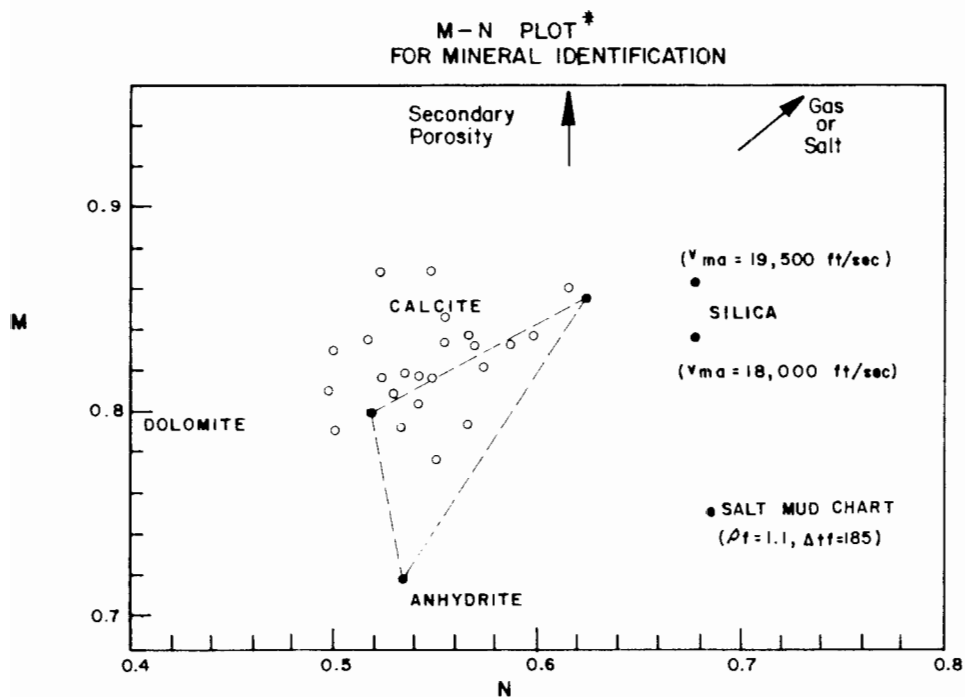 M-N PLOT*
FOR MINERAL IDENTIFICATION
Secondary
Porosity
Gas
or
Salt
0.9
(vma = 19,500 ft/sec)
CALCITE
SILICA
M
(vma = 18,000 ft/sec)
0.8
DOLOMITE
SALT MUD CHART
(ρf = 1.1, Δtf=185)
ANHYDRITE
0.7
0.4 0.5 0.6 0.7 0.8
N